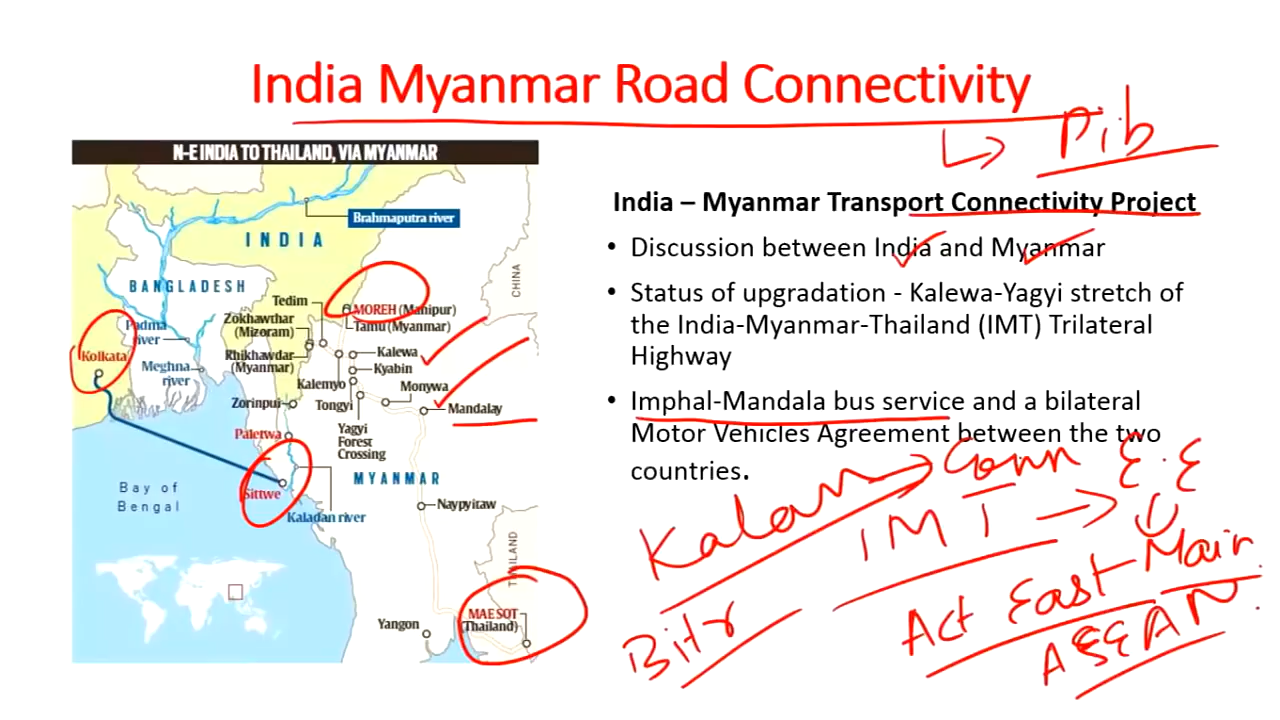 India Myanmar Road Connectivity
Pib
N-E INDIA TO THAILAND, VIA MYANMAR
Brahmaputra river
INDIA
CHINA
BANGLADESH
Tedim
MOREH (Manipur)
Tamu (Myanmar)
Zokhawthar
(Mizoram)
Padma
river
Kolkata
Rhikhawdar
(Myanmar)
Kalewa
Meghna
river
Kyabin
Kalemyo
Monywa
Zorinpui
Tongyi
Mandalay
Yagyi
Forest
Crossing
Paletwa
MYANMAR
Bay of
Bengal
Sittwe
Kaladan river
Naypyitaw
THAILAND
MAE SOT
(Thailand)
Yangon
India – Myanmar Transport Connectivity Project
• Discussion between India and Myanmar
• Status of upgradation - Kalewa-Yagyi stretch of
the India-Myanmar-Thailand (IMT) Trilateral
Highway
• Imphal-Mandala bus service and a bilateral
Motor Vehicles Agreement between the two
countries.
Conn
E.E
IMT
Act East
ASEAN